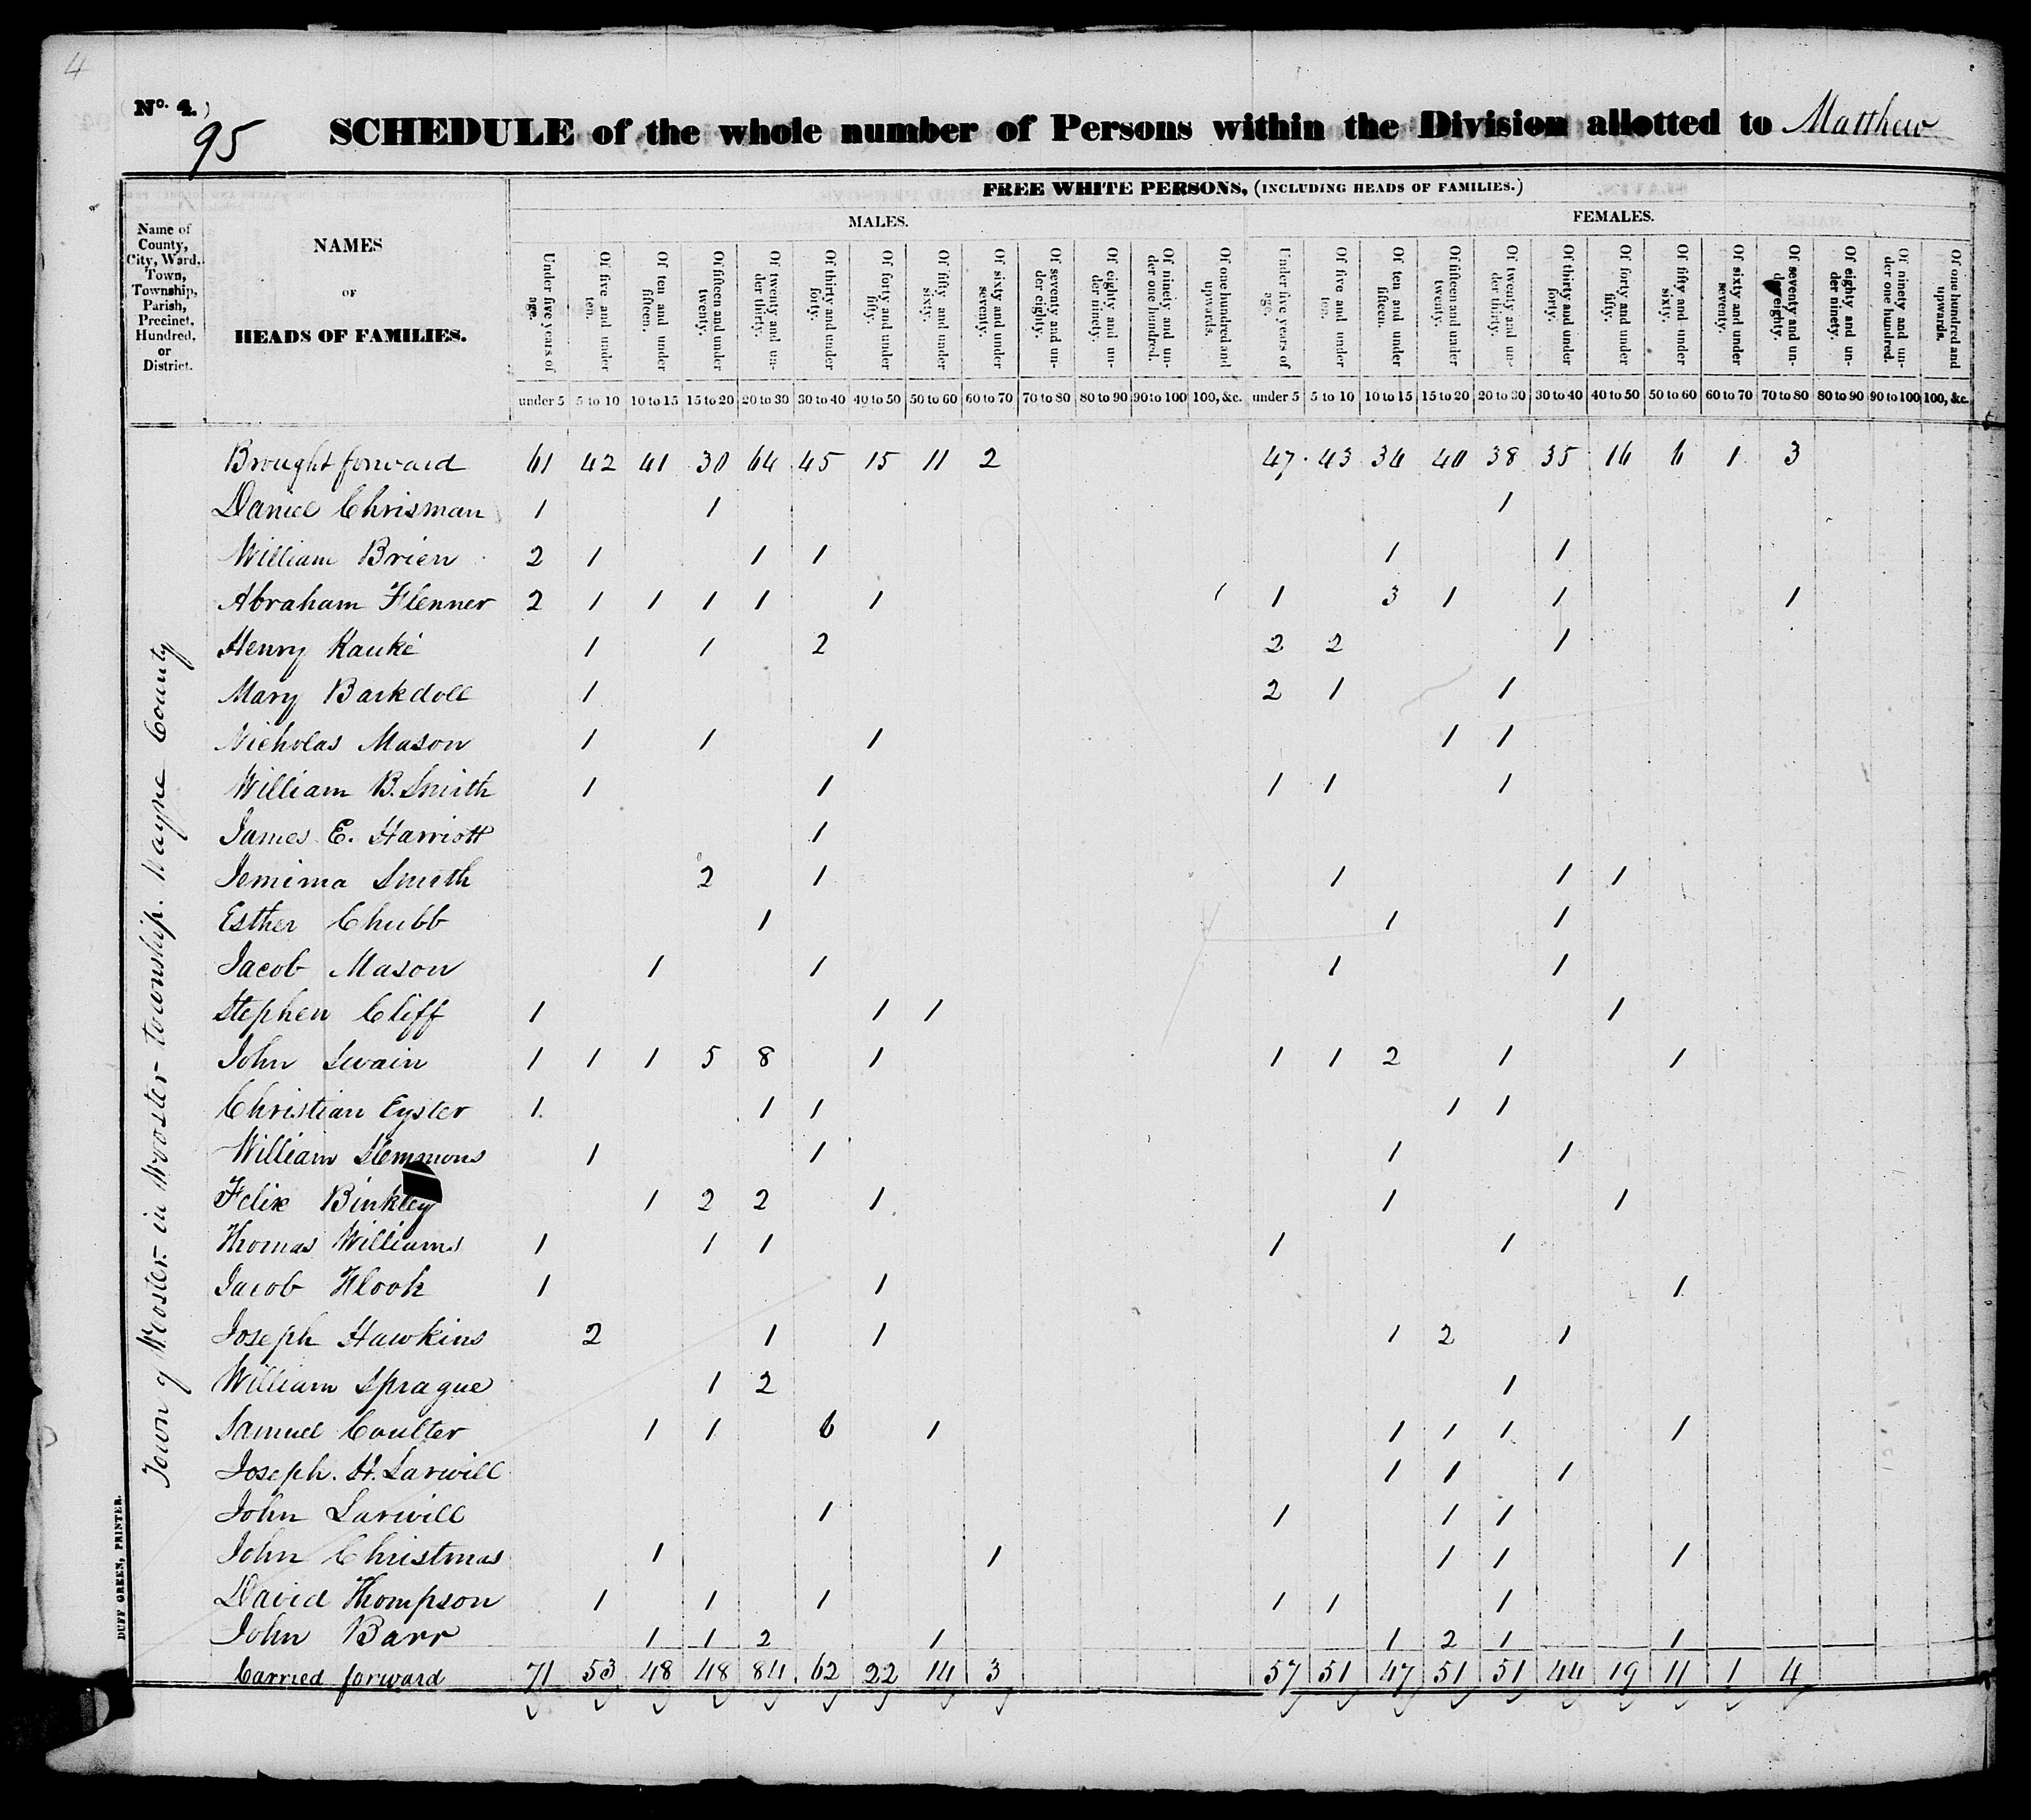 4
No. 4.
95
SCHEDULE of the whole number of Persons within the Division allotted to Matthew
FREE WHITE PERSONS, (INCLUDING HEADS OF FAMILIES.)
MALES. FEMALES.
Name of County, City, Ward, Town, Township, Parish, Precinct, Hundred, or District.
NAMES OF HEADS OF FAMILIES.
Under five years of age. Of five and under ten. Of ten and under fifteen. Of fifteen and under twenty. Of twenty and under thirty. Of thirty and under forty. Of forty and under fifty. Of fifty and under sixty. Of sixty and under seventy. Of seventy and under eighty. Of eighty and under ninety. Of ninety and under one hundred. Of one hundred and upwards. Under five years of age. Of five and under ten. Of ten and under fifteen. Of fifteen and under twenty. Of twenty and under thirty. Of thirty and under forty. Of forty and under fifty. Of fifty and under sixty. Of sixty and under seventy. Of seventy and under eighty. Of eighty and under ninety. Of ninety and under one hundred. Of one hundred and upwards.
under 5 5 to 10 10 to 15 15 to 20 20 to 30 30 to 40 40 to 50 50 to 60 60 to 70 70 to 80 80 to 90 90 to 100 100, &c. under 5 5 to 10 10 to 15 15 to 20 20 to 30 30 to 40 40 to 50 50 to 60 60 to 70 70 to 80 80 to 90 90 to 100 100, &c.
Town of Wooster in Wooster township. Wayne County
Brought forward 61 42 41 30 64 45 15 11 2 47 43 34 40 38 35 16 6 1 3
Daniel Chrisman 1 1 1
William Brien 2 1 1 1 1 1
Abraham Flenner 2 1 1 1 1 1 1 3 1 1 1
Henry Kauke 1 1 2 2 2 1
Mary Barkdoll 1 2 1 1
Nicholas Mason 1 1 1 1 1
William B. Smith 1 1 1 1 1
James E. Harriott 1
Jemima Smith 2 1 1 1 1
Esther Chubb 1 1 1
Jacob Mason 1 1 1 1
Stephen Cliff 1 1 1 1
John Swain 1 1 1 5 8 1 1 1 2 1 1
Christian Eyster 1 1 1 1 1
William Slemmons 1 1 1 1
Felix Binkley 1 2 2 1 1 1
Thomas Williams 1 1 1 1 1
Jacob Flook 1 1 1
Joseph Hawkins 2 1 1 1 2 1
William Sprague 1 2 1
Samuel Coulter 1 1 6 1 1 1 1 1
Joseph. H. Larwill 1 1 1
John Larwill 1 1 1 1
John Christmas 1 1 1 1 1
David Thompson 1 1 1 1 1 1
John Barr 1 1 2 1 1 2 1 1
Carried forward 71 53 48 48 84 62 22 14 3 57 51 47 51 51 44 19 11 1 4
DUFF GREEN, PRINTER.